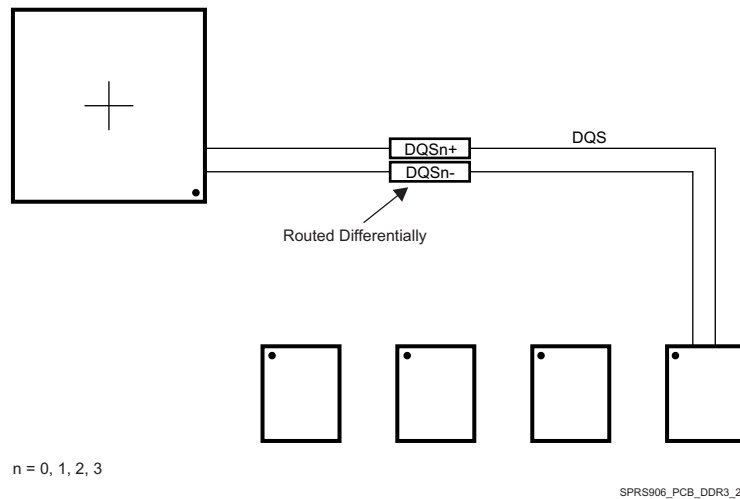 DQSn+
DQS
DQSn-
Routed Differentially
n = 0, 1, 2, 3
SPRS906_PCB_DDR3_2